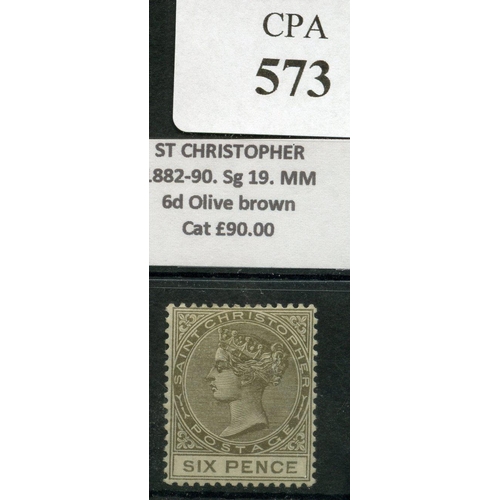 CPA
573
ST CHRISTOPHER
.882-90. Sg 19. MM
6d Olive brown
Cat £90.00
SAINT CHRISTOPHER
POSTAGE
SIX PENCE